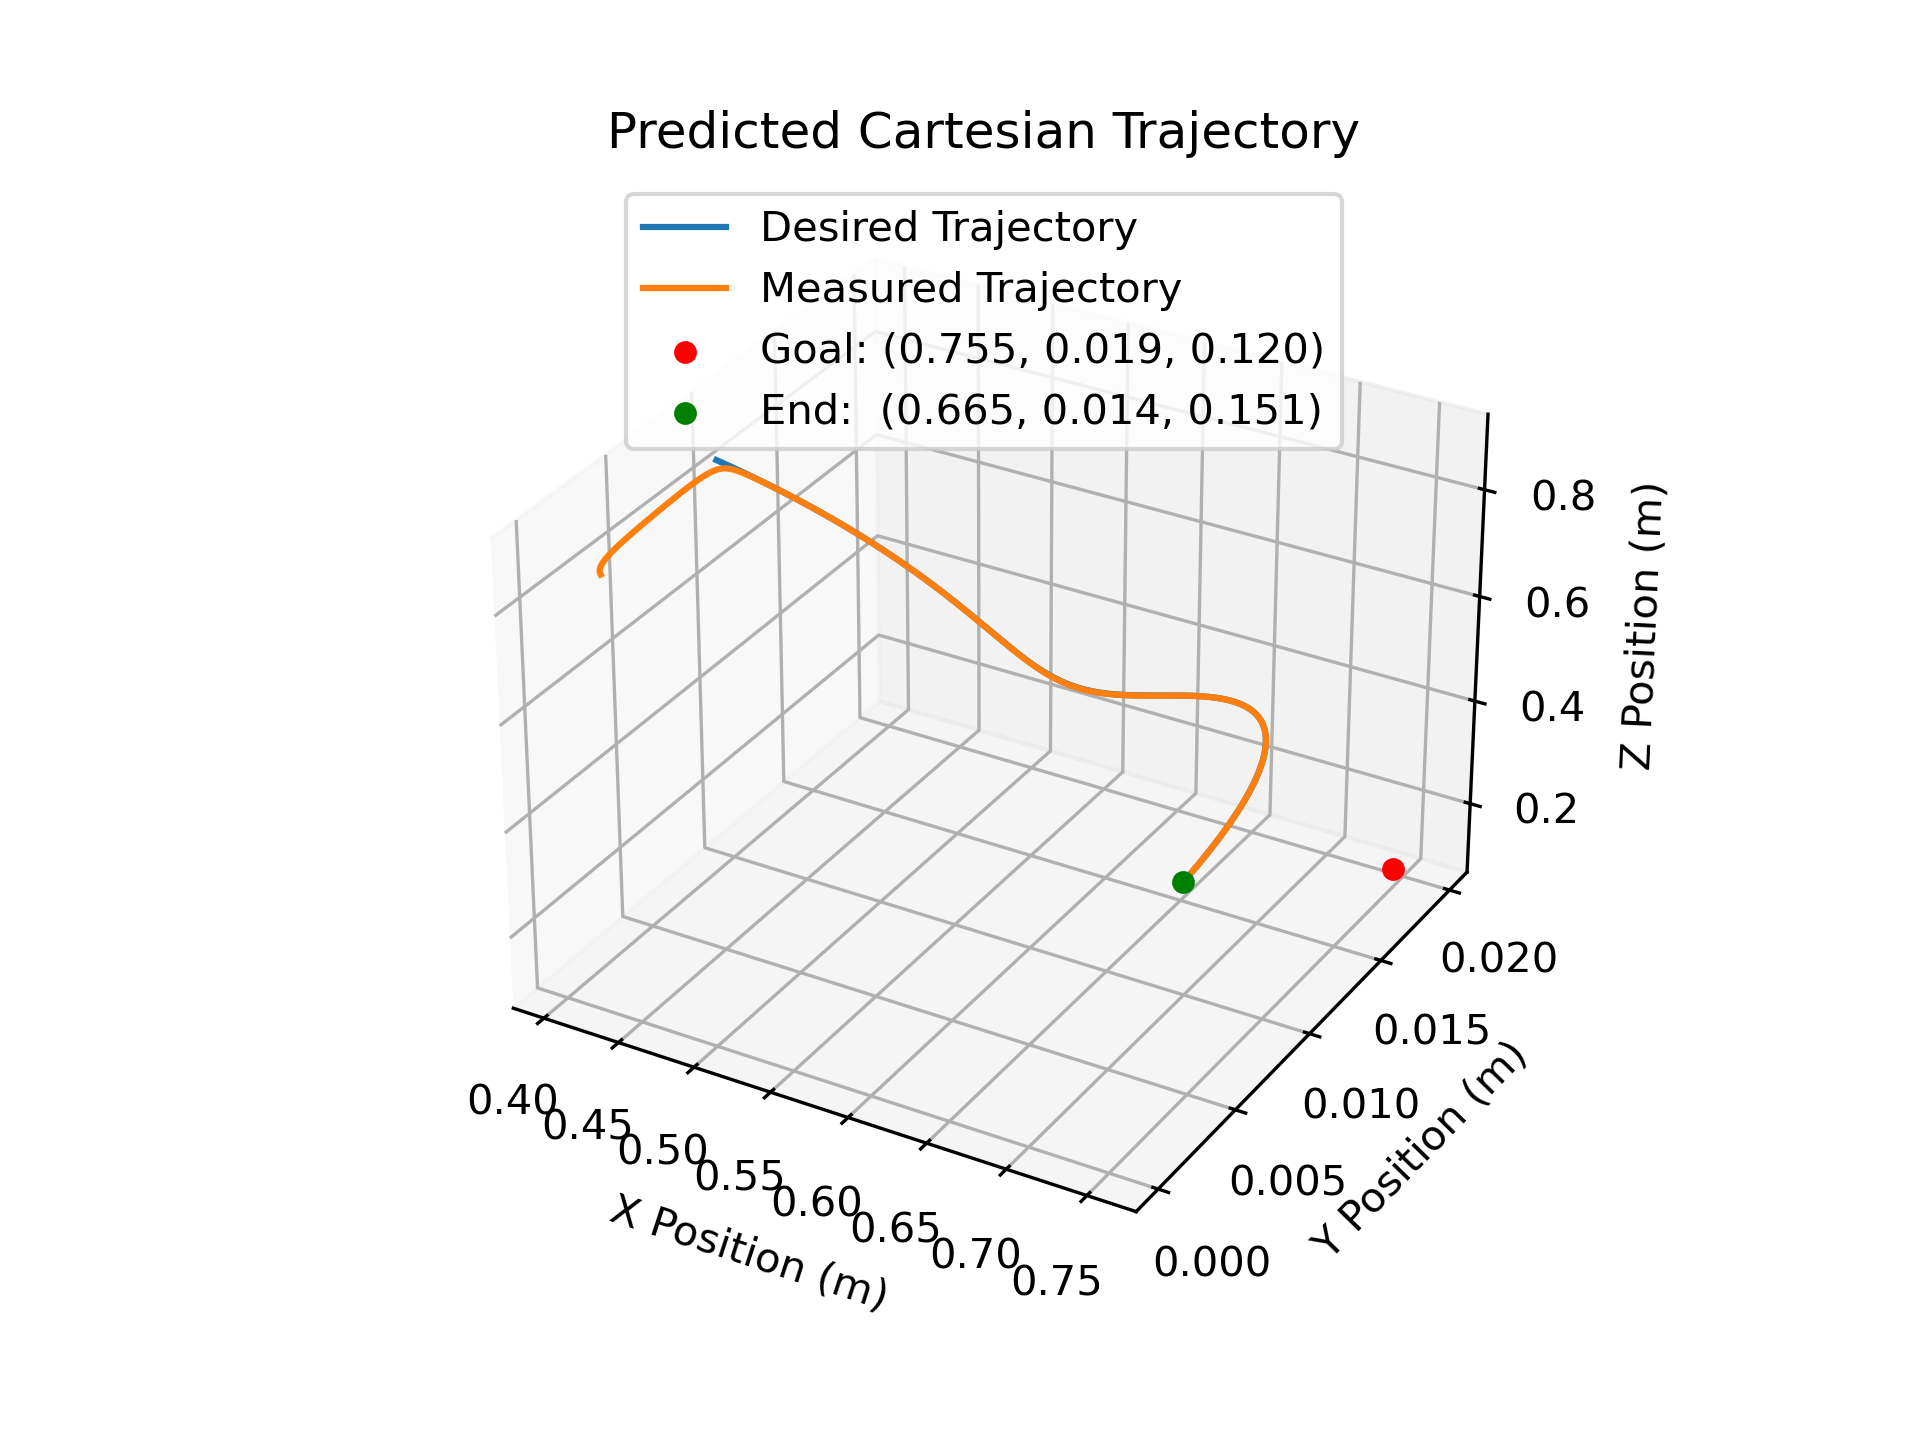 Predicted Cartesian Trajectory
Desired Trajectory
Measured Trajectory
Goal: (0.755, 0.019, 0.120)
End: (0.665, 0.014, 0.151)
0.8
0.6
0.4
0.2
Z Position (m)
0.020
0.015
0.010
0.005
0.000
Y Position (m)
0.40
0.45
0.50
0.55
0.60
0.65
0.70
0.75
X Position (m)